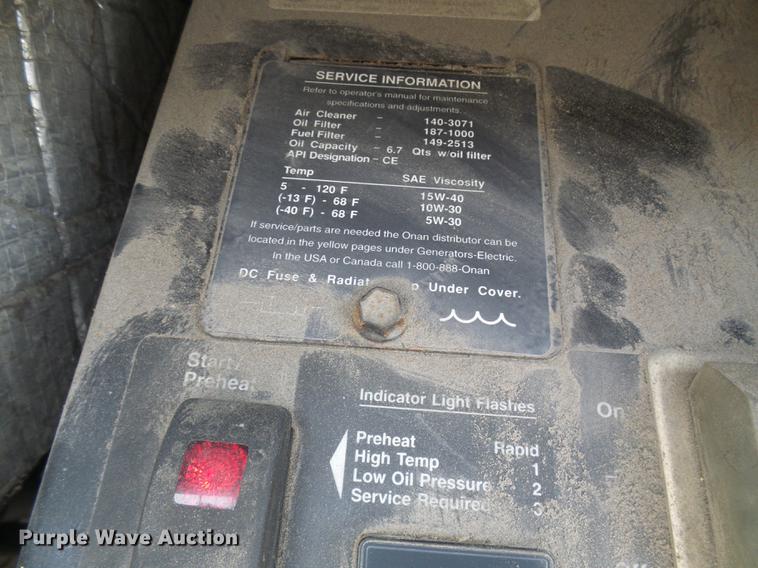 SERVICE INFORMATION
Refer to operator's manual for maintenance
specifications and adjustments.
Air Cleaner - 140-3071
Oil Filter - 187-1000
Fuel Filter - 149-2513
Oil Capacity - 6.7 Qts w/oil filter
API Designation - CE
Temp SAE Viscosity
5 - 120 F 15W-40
(-13 F) - 68 F 10W-30
(-40 F) - 68 F 5W-30
If service/parts are needed the Onan distributor can be
located in the yellow pages under Generators-Electric.
In the USA or Canada call 1-800-888-Onan
DC Fuse & Under Cover.
Start/
Preheat
Indicator Light Flashes
Preheat Rapid
High Temp 1
Low Oil Pressure 2
Service Required 3
On
Off
Purple Wave Auction